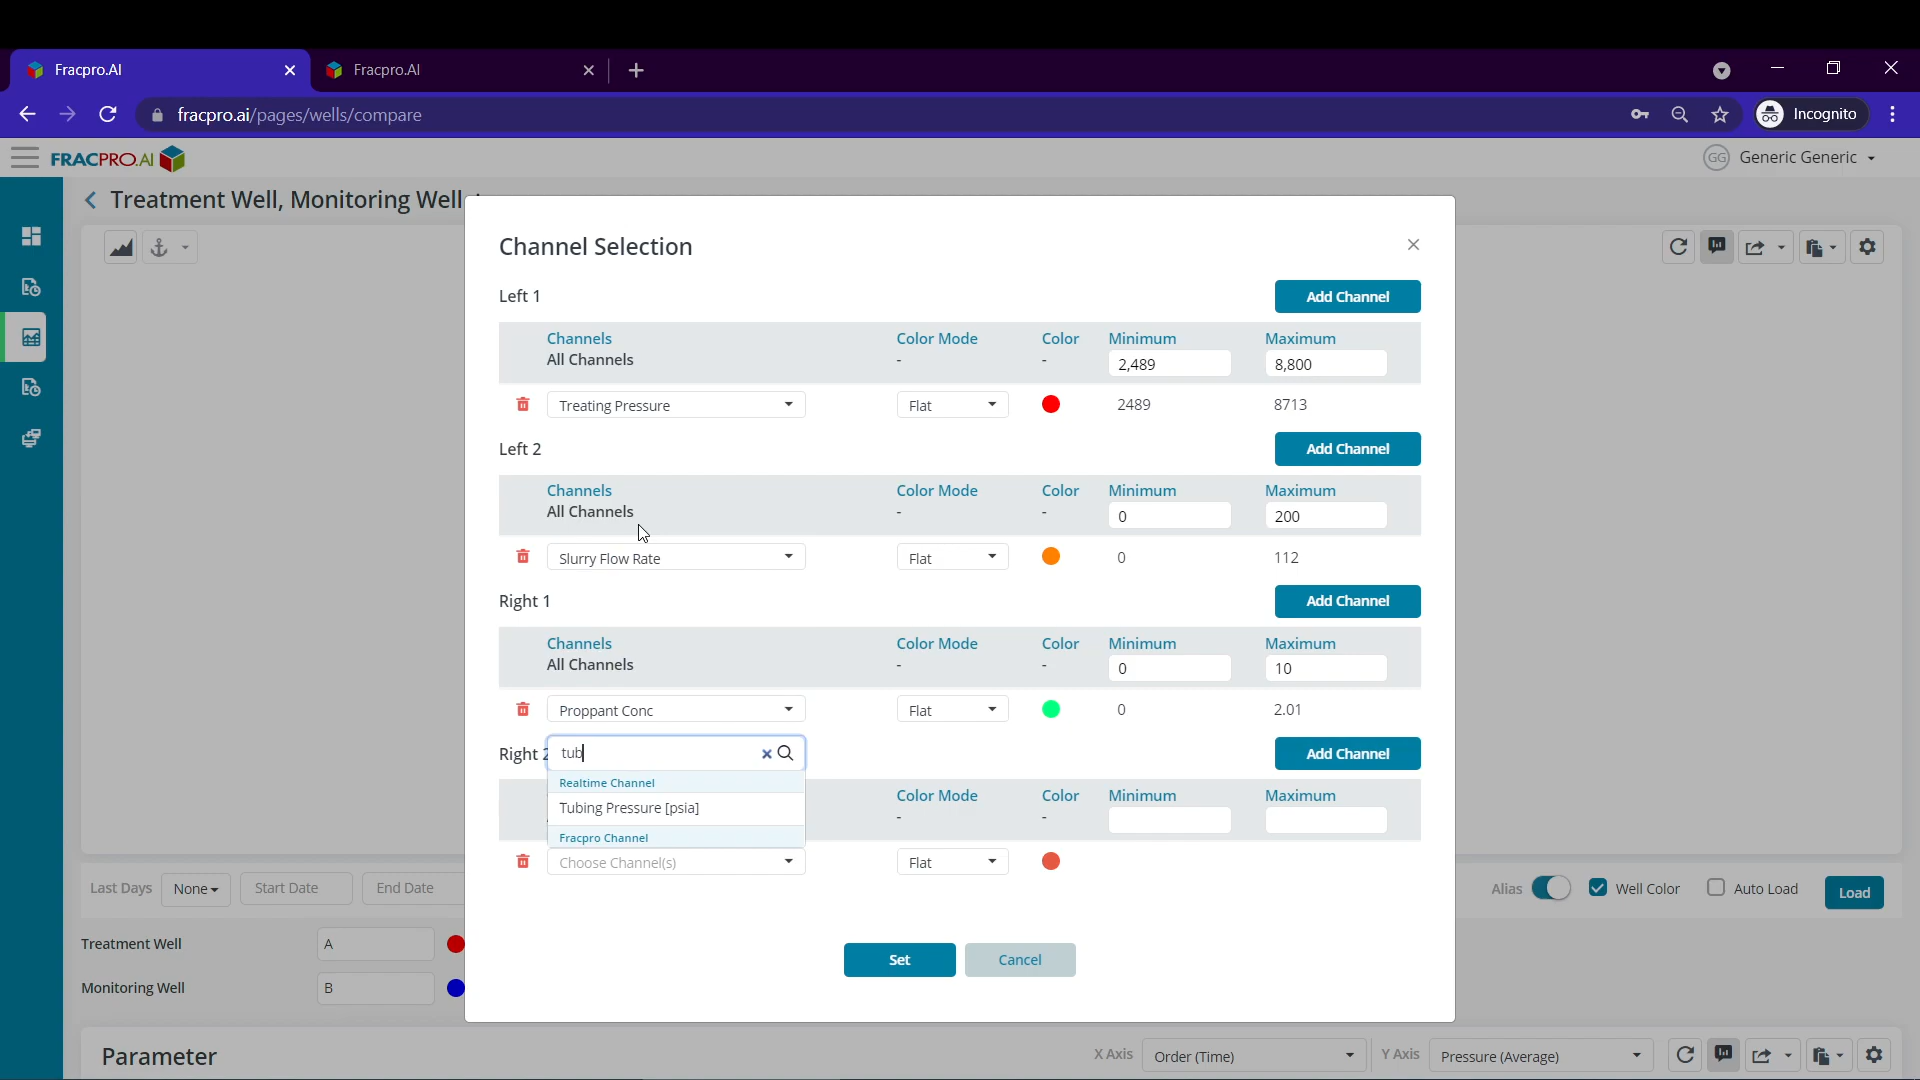 Fracpro.AI
Fracpro.AI
fracpro.ai/pages/wells/compare
Incognito
FRACPRO.AI
GG Generic Generic
Treatment Well, Monitoring Well
Channel Selection
Left 1
Add Channel
Channels Color Mode Color Minimum Maximum
All Channels - - 2,489 8,800
Treating Pressure Flat 2489 8713
Left 2
Add Channel
Channels Color Mode Color Minimum Maximum
All Channels - - 0 200
Slurry Flow Rate Flat 0 112
Right 1
Add Channel
Channels Color Mode Color Minimum Maximum
All Channels - - 0 10
Proppant Conc Flat 0 2.01
Right 2 tub
Add Channel
Realtime Channel
Color Mode Color Minimum Maximum
Tubing Pressure [psia] - -
Fracpro Channel
Choose Channel(s) Flat
Set Cancel
Last Days None Start Date End Date
Alias Well Color Auto Load Load
Treatment Well A
Monitoring Well B
Parameter
X Axis Order (Time) Y Axis Pressure (Average)